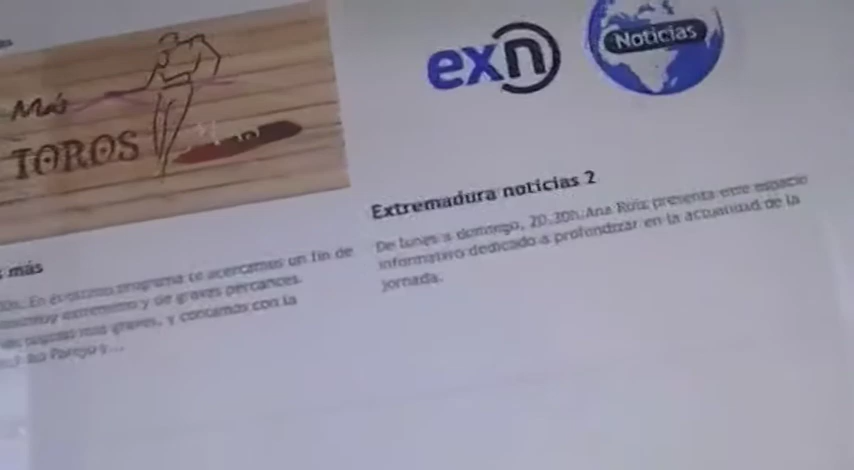 Más
TOROS
exn
Noticias
s más
En
programa te acercamos un fin de
extremeño y de graves percances.
graves, y contamos con la
Extremadura noticias 2
De lunes a domingo, 20.30h. Ana Ruiz presenta este espacio
informativo dedicado a profundizar en la actualidad de la
jornada.